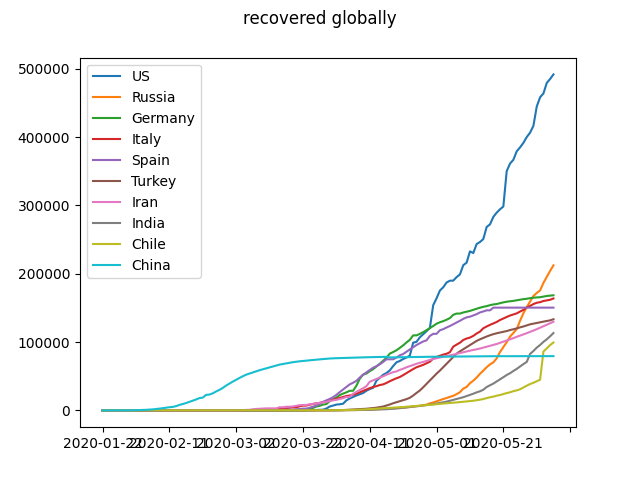 recovered globally
500000
400000
300000
200000
100000
0
US
Russia
Germany
Italy
Spain
Turkey
Iran
India
Chile
China
2020-01-22
2020-02-11
2020-03-02
2020-03-22
2020-04-11
2020-05-01
2020-05-21